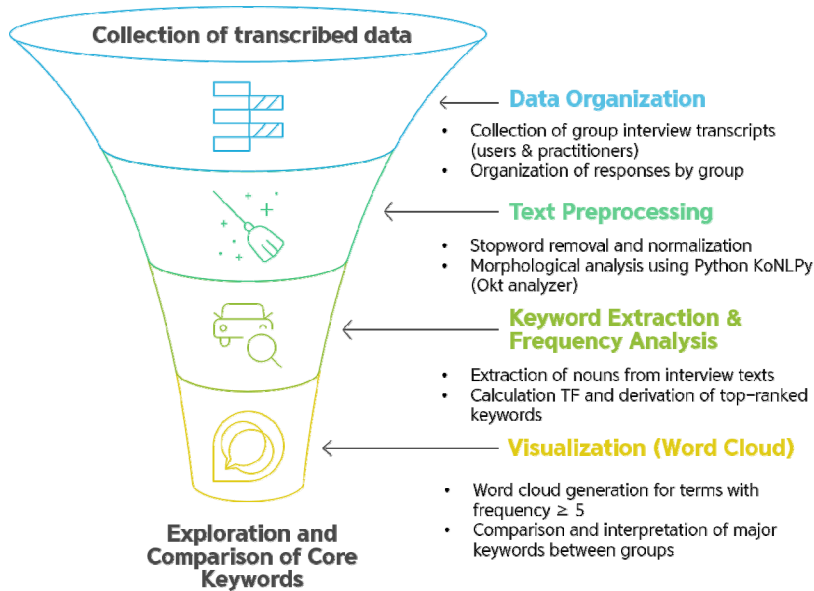 Collection of transcribed data
Data Organization
• Collection of group interview transcripts
(users & practitioners)
• Organization of responses by group
Text Preprocessing
• Stopword removal and normalization
• Morphological analysis using Python KoNLPy
(Okt analyzer)
Keyword Extraction &
Frequency Analysis
• Extraction of nouns from interview texts
• Calculation TF and derivation of top-ranked
keywords
Visualization (Word Cloud)
• Word cloud generation for terms with
frequency ≥ 5
• Comparison and interpretation of major
keywords between groups
Exploration and
Comparison of Core
Keywords